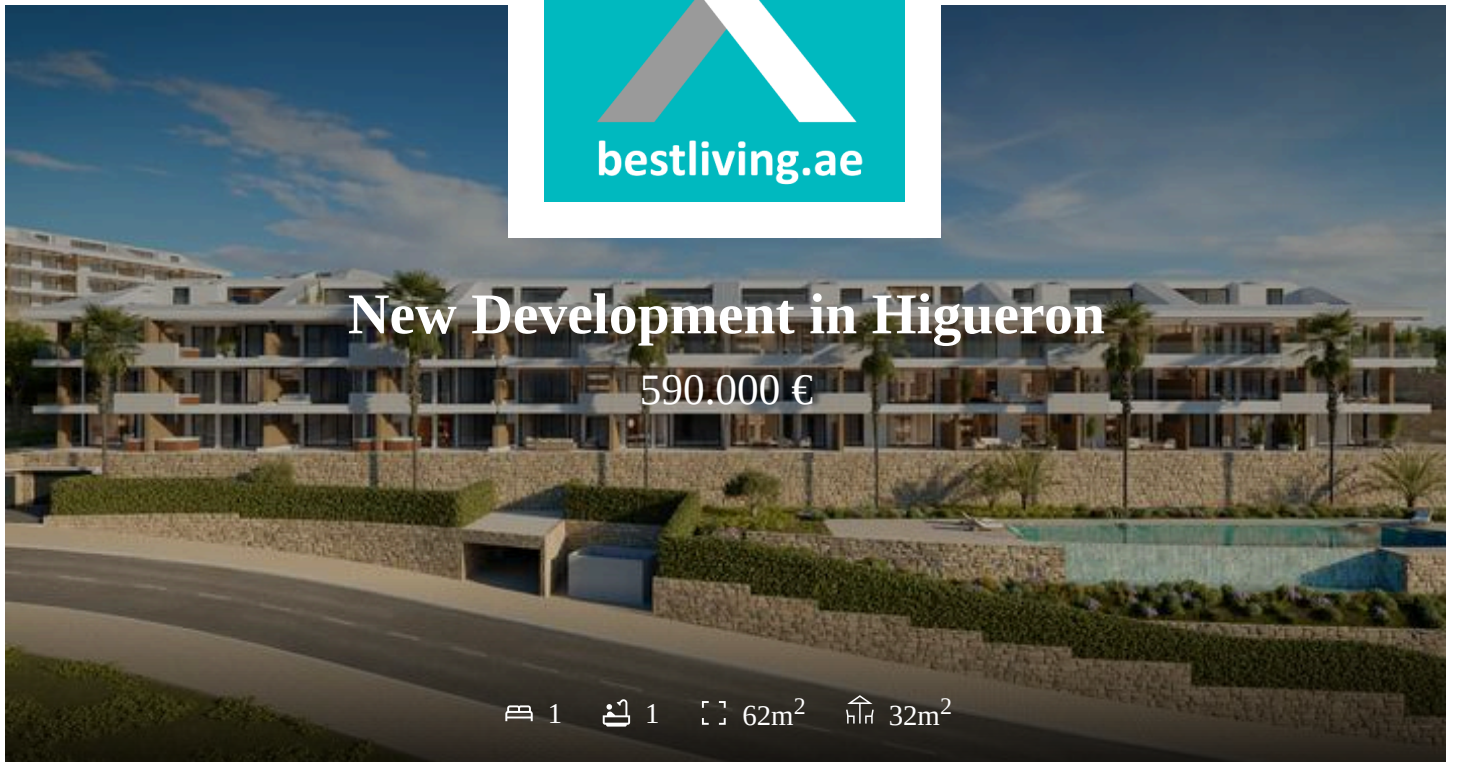 bestliving.ae
New Development in Higueron
590.000 €
1 1 62m² 32m²